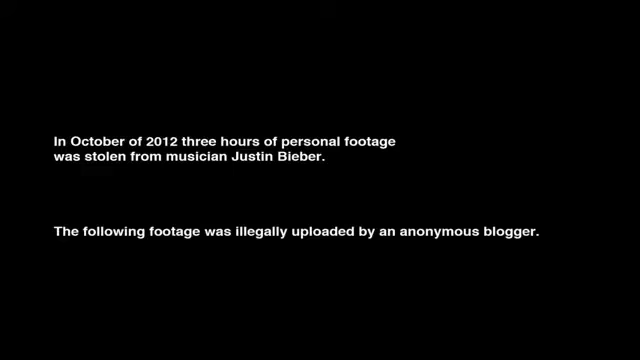 In October of 2012 three hours of personal footage
was stolen from musician Justin Bieber.
The following footage was illegally uploaded by an anonymous blogger.